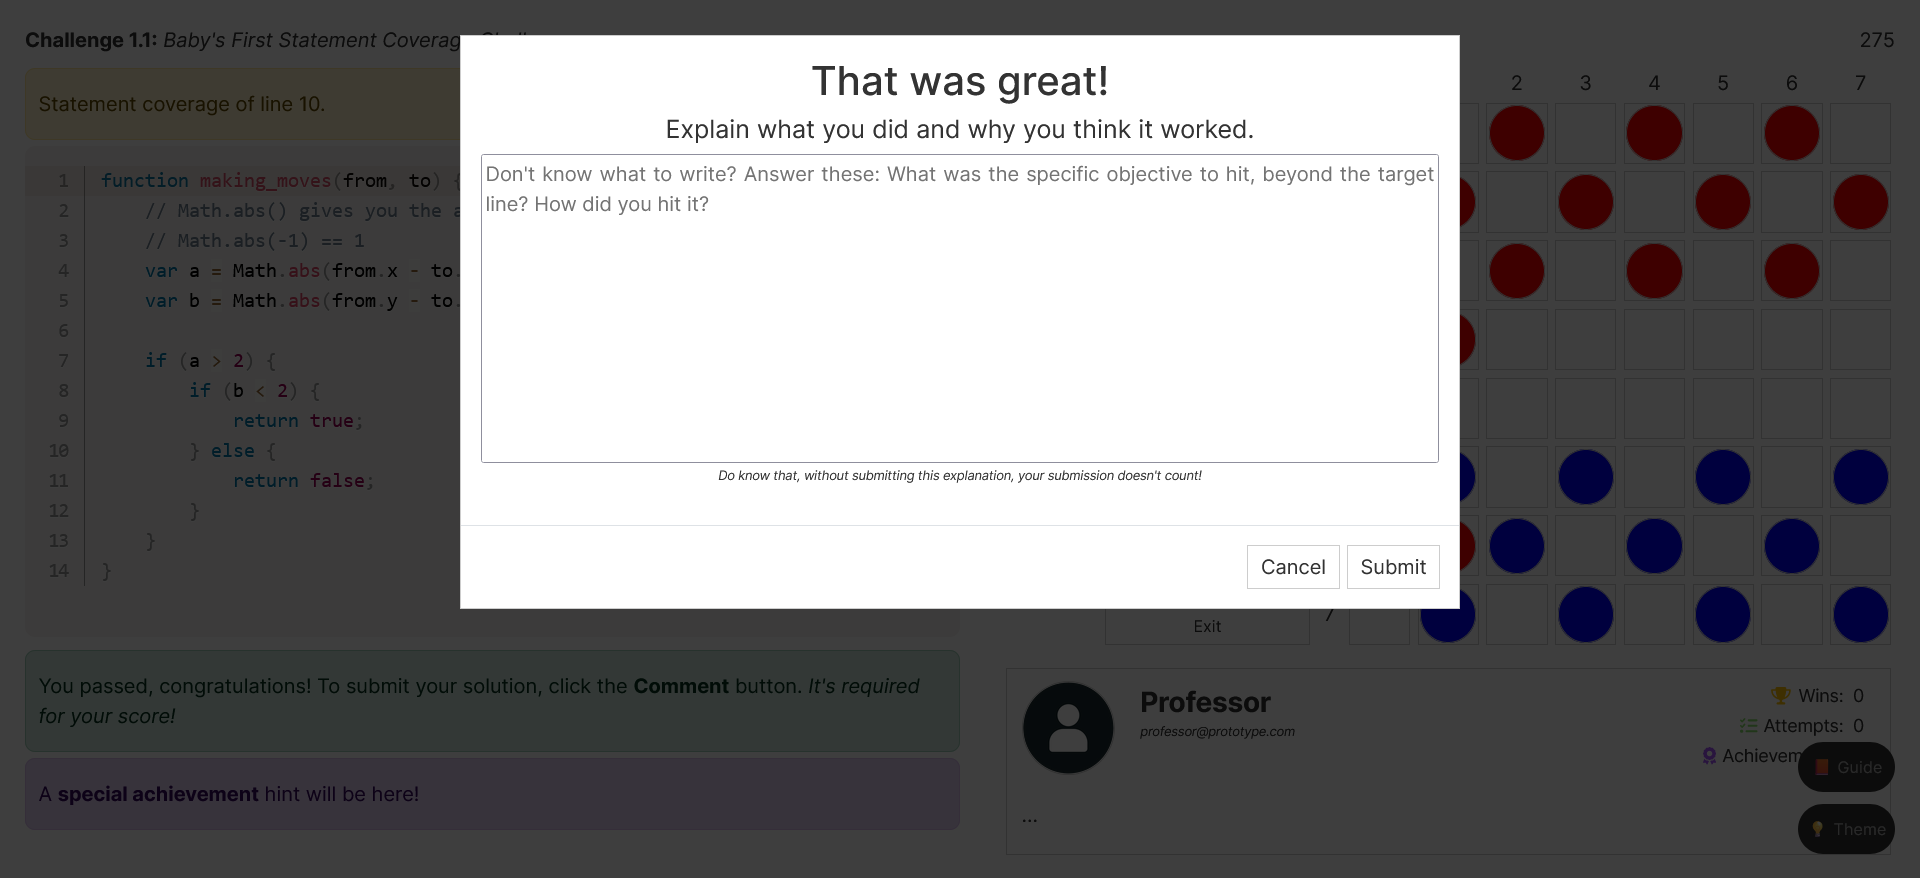 Challenge 1.1: Baby's First Statement Coverage
275
Statement coverage of line 10.
1 function making_moves(from, to) {
2 // Math.abs() gives you the a
3 // Math.abs(-1) == 1
4 var a = Math.abs(from.x - to.
5 var b = Math.abs(from.y - to.
6
7 if (a > 2) {
8 if (b < 2) {
9 return true;
10 } else {
11 return false;
12 }
13 }
14 }
You passed, congratulations! To submit your solution, click the Comment button. It's required
for your score!
A special achievement hint will be here!
That was great!
Explain what you did and why you think it worked.
Don't know what to write? Answer these: What was the specific objective to hit, beyond the target
line? How did you hit it?
Do know that, without submitting this explanation, your submission doesn't count!
Cancel Submit
2 3 4 5 6 7
Exit
7
Professor
professor@prototype.com
Wins: 0
Attempts: 0
Achievem
...
Guide
Theme